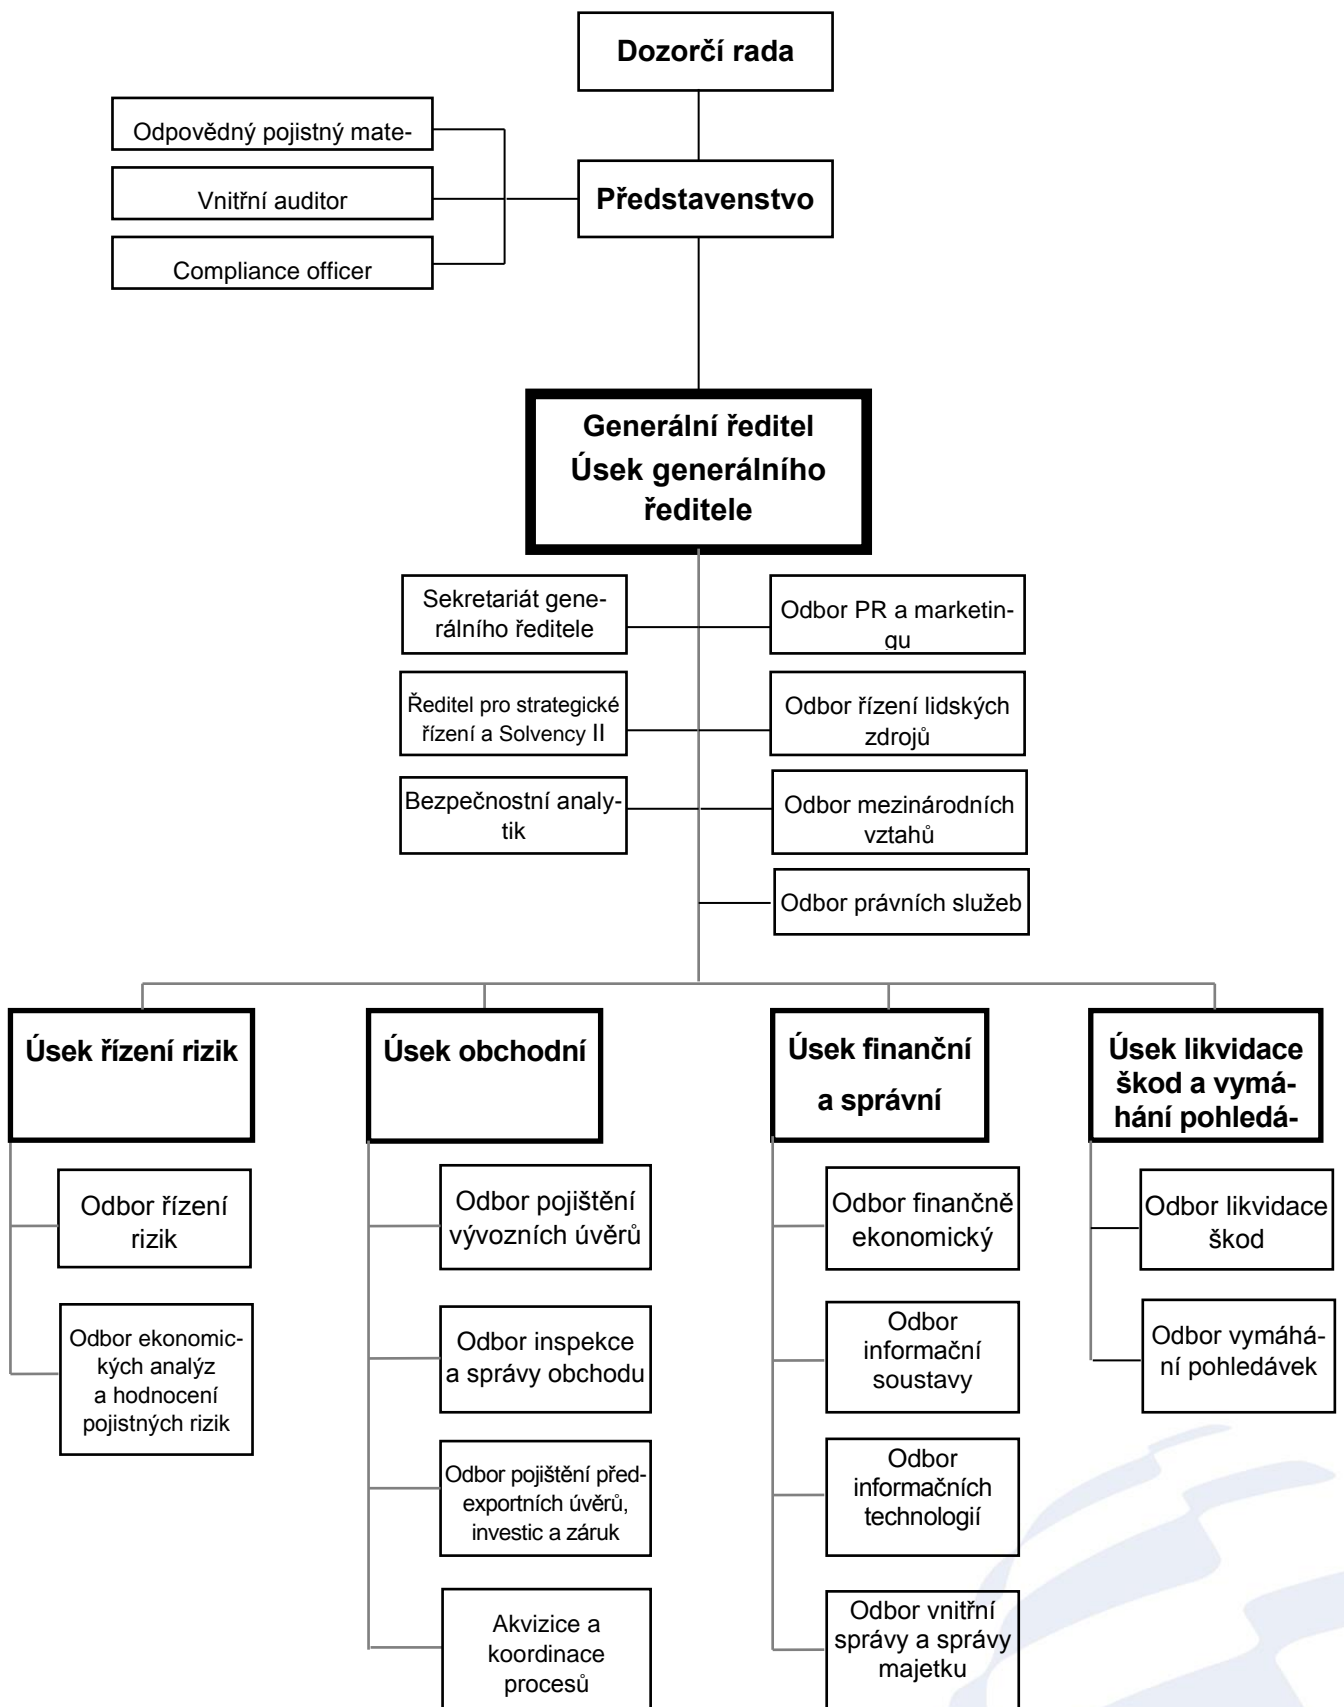 Dozorčí rada
Odpovědný pojistný mate-
Vnitřní auditor
Představenstvo
Compliance officer
Generální ředitel
Úsek generálního
ředitele
Sekretariát gene-
rálního ředitele
Odbor PR a marketin-
gu
Ředitel pro strategické
řízení a Solvency II
Odbor řízení lidských
zdrojů
Bezpečnostní analy-
tik
Odbor mezinárodních
vztahů
Odbor právních služeb
Úsek řízení rizik
Úsek obchodní
Úsek finanční
a správní
Úsek likvidace
škod a vymá-
hání pohledá-
Odbor řízení
rizik
Odbor ekonomic-
kých analýz
a hodnocení
pojistných rizik
Odbor pojištění
vývozních úvěrů
Odbor inspekce
a správy obchodu
Odbor pojištění před-
exportních úvěrů,
investic a záruk
Akvizice a
koordinace
procesů
Odbor finančně
ekonomický
Odbor
informační
soustavy
Odbor
informačních
technologií
Odbor vnitřní
správy a správy
majetku
Odbor likvidace
škod
Odbor vymáhá-
ní pohledávek